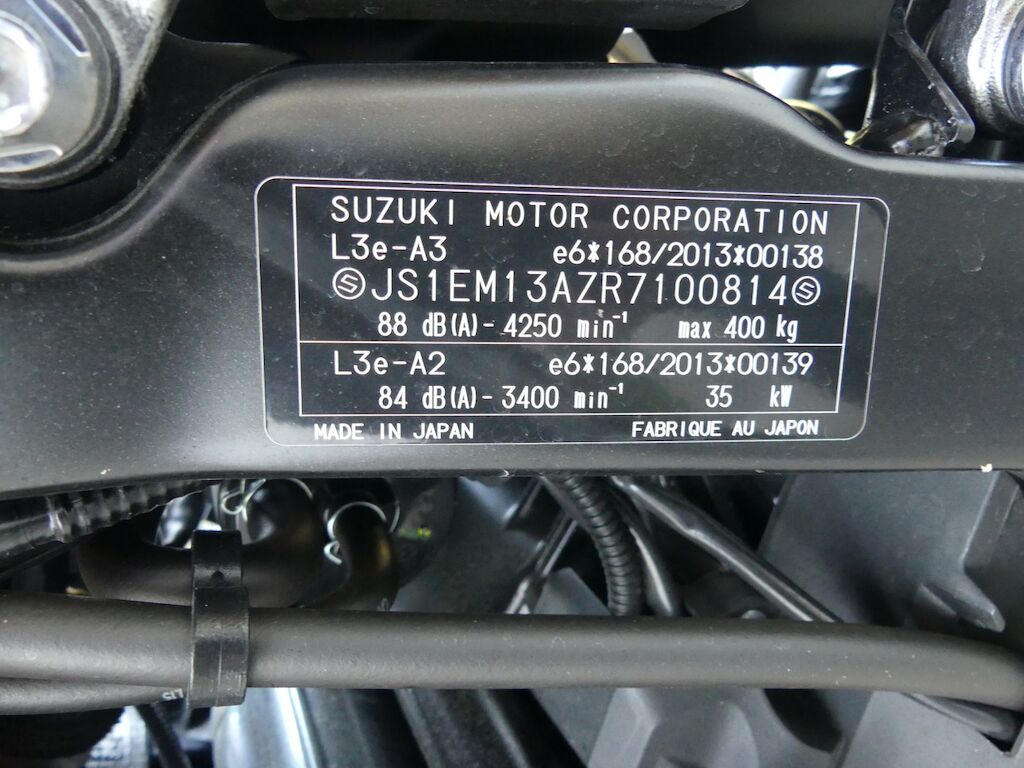 SUZUKI MOTOR CORPORATION
L3e-A3 e6*168/2013*00138
JS1EM13AZR7100814
88 dB(A)- 4250 min⁻¹ max 400 kg
L3e-A2 e6*168/2013*00139
84 dB(A)- 3400 min⁻¹ 35 kW
MADE IN JAPAN FABRIQUE AU JAPON